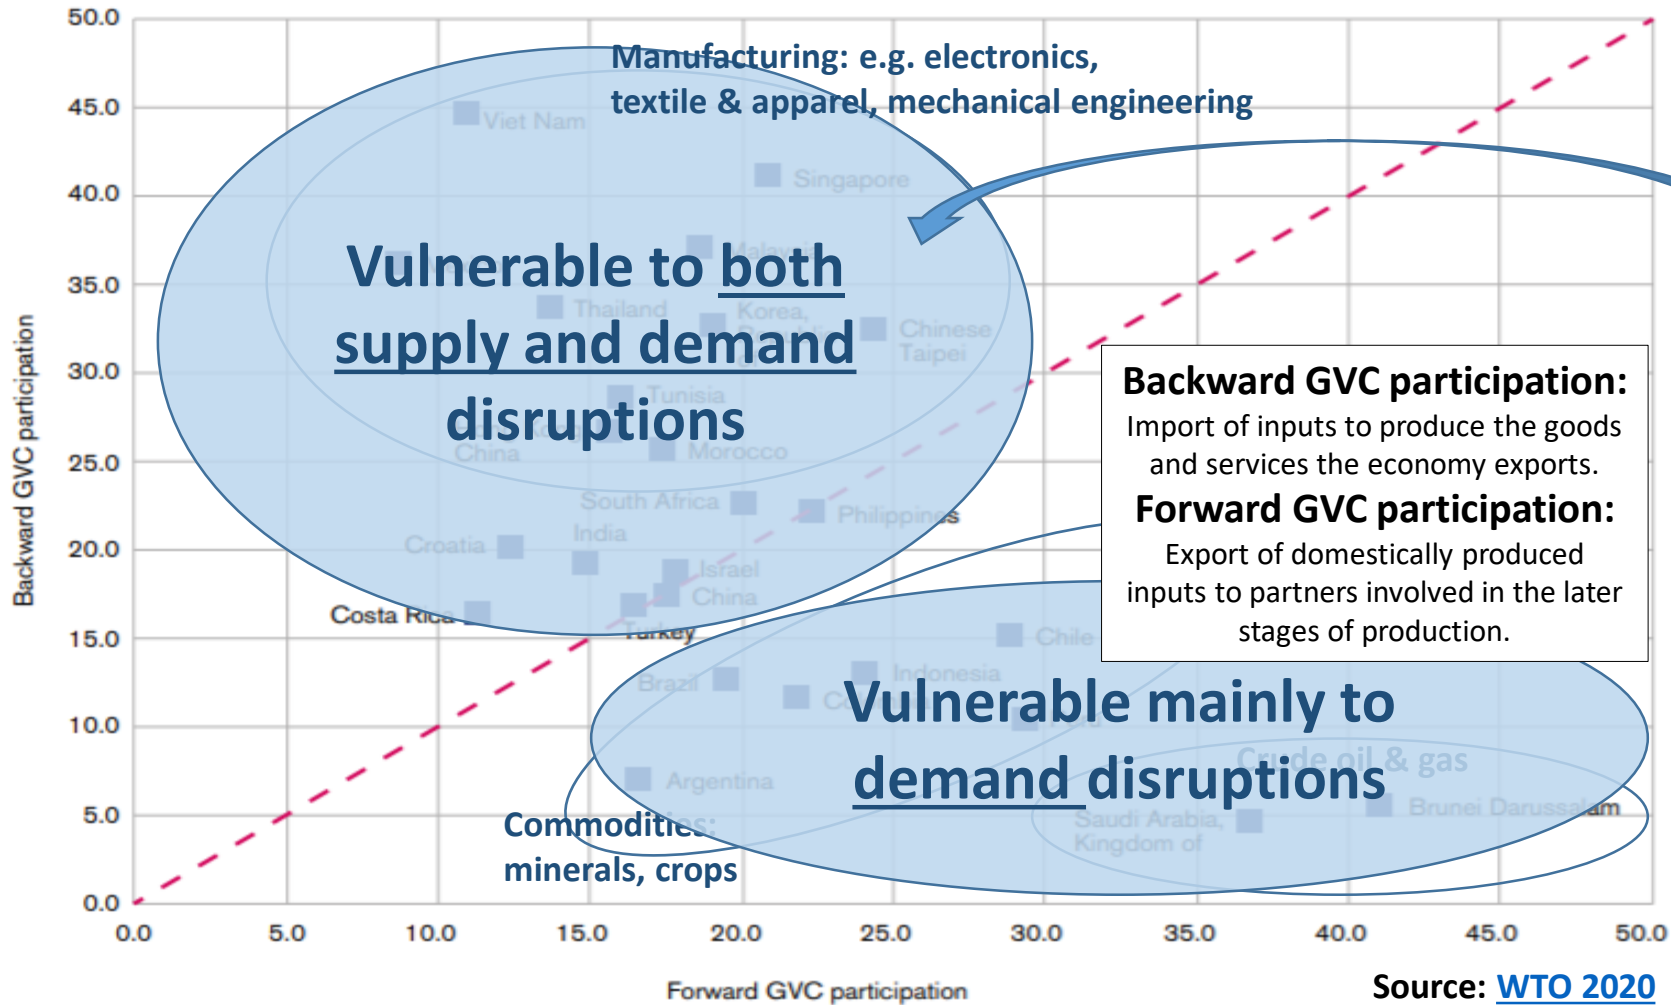 50.0
45.0
40.0
35.0
30.0
25.0
20.0
15.0
10.0
5.0
0.0
Backward GVC participation
Manufacturing: e.g. electronics,
textile & apparel, mechanical engineering
Viet Nam
Singapore
Malaysia
Vulnerable to both
supply and demand
disruptions
Thailand
Korea,
Republic
of
Chinese
Taipei
Tunisia
Hong Kong,
China
Morocco
South Africa
Philippines
India
Croatia
Israel
China
Costa Rica
Turkey
Backward GVC participation:
Import of inputs to produce the goods
and services the economy exports.
Forward GVC participation:
Export of domestically produced
inputs to partners involved in the later
stages of production.
Chile
Indonesia
Brazil
Colombia
Vulnerable mainly to
demand disruptions
Crude oil & gas
Argentina
Brunei Darussalam
Saudi Arabia,
Kingdom of
Commodities:
minerals, crops
0.0 5.0 10.0 15.0 20.0 25.0 30.0 35.0 40.0 45.0 50.0
Forward GVC participation
Source: WTO 2020